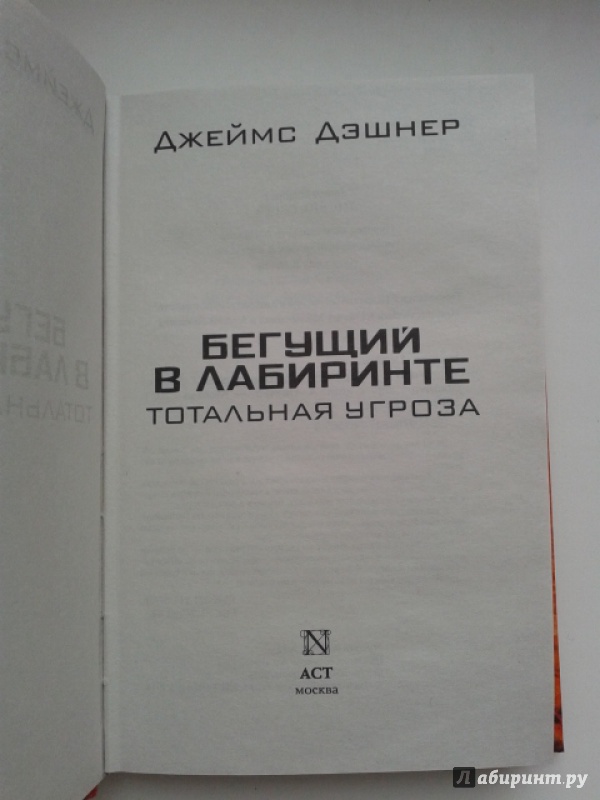 ДЖЕЙМС ДЭШНЕР
БЕГУЩИЙ
В ЛАБИРИНТЕ
ТОТАЛЬНАЯ УГРОЗА
N
АСТ
МОСКВА
Лабиринт.ру